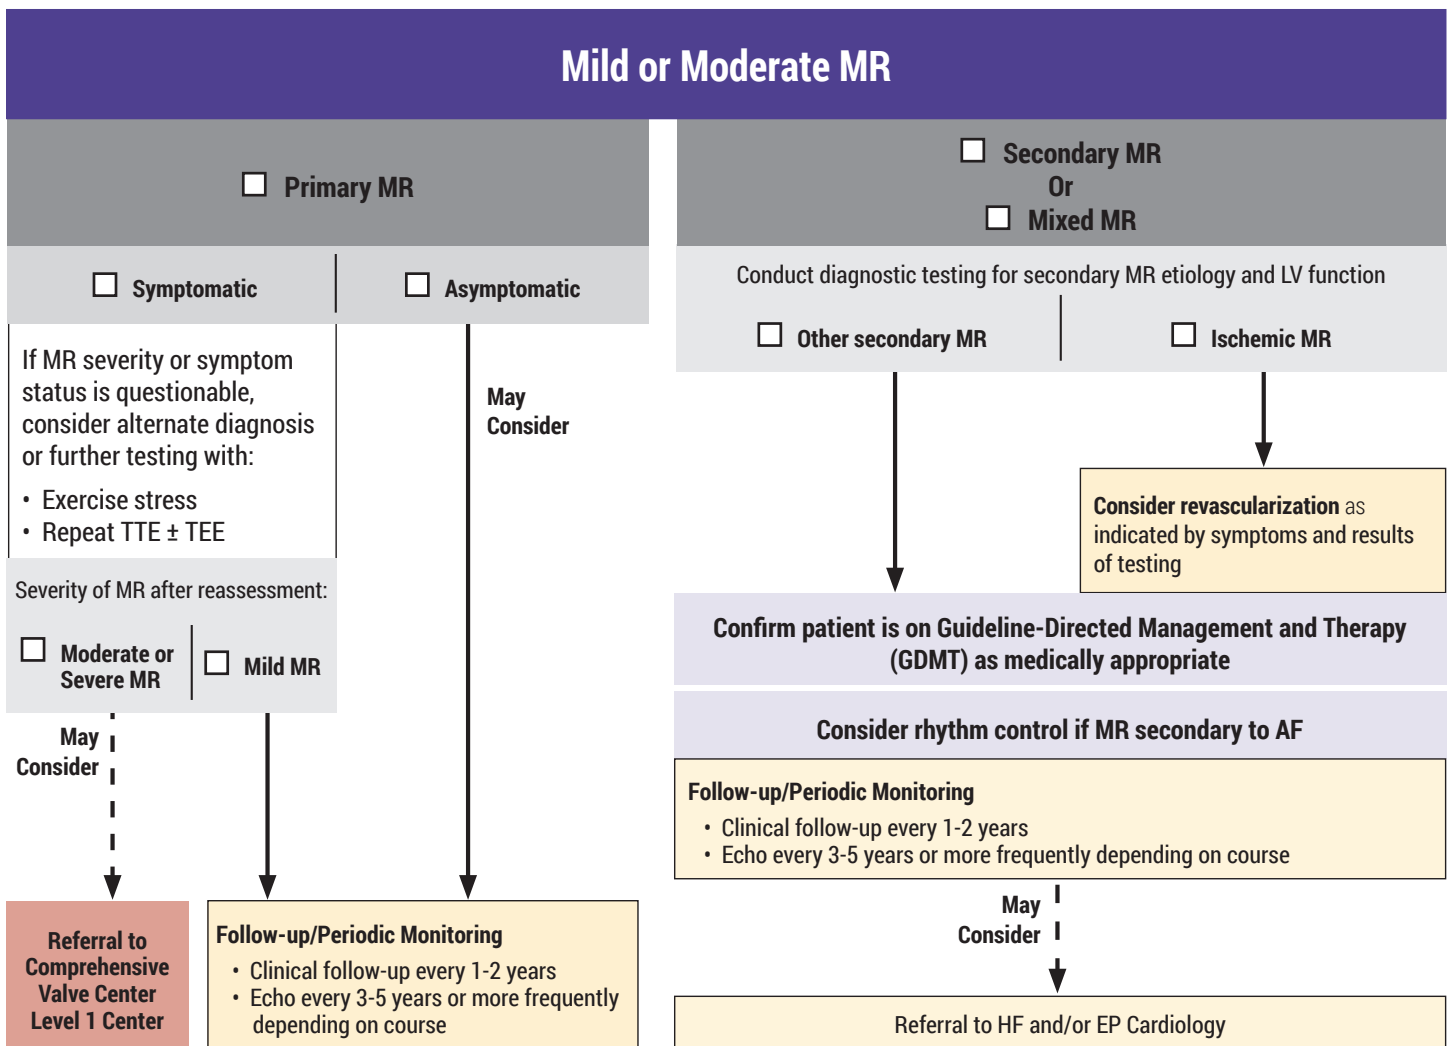 Mild or Moderate MR
Primary MR
Symptomatic
Asymptomatic
If MR severity or symptom
status is questionable,
consider alternate diagnosis
or further testing with:
• Exercise stress
• Repeat TTE ± TEE
May
Consider
Severity of MR after reassessment:
Moderate or
Severe MR
Mild MR
May
Consider
Referral to
Comprehensive
Valve Center
Level 1 Center
Follow-up/Periodic Monitoring
• Clinical follow-up every 1-2 years
• Echo every 3-5 years or more frequently
depending on course
Secondary MR
Or
Mixed MR
Conduct diagnostic testing for secondary MR etiology and LV function
Other secondary MR
Ischemic MR
Consider revascularization as
indicated by symptoms and results
of testing
Confirm patient is on Guideline-Directed Management and Therapy
(GDMT) as medically appropriate
Consider rhythm control if MR secondary to AF
Follow-up/Periodic Monitoring
• Clinical follow-up every 1-2 years
• Echo every 3-5 years or more frequently depending on course
May
Consider
Referral to HF and/or EP Cardiology